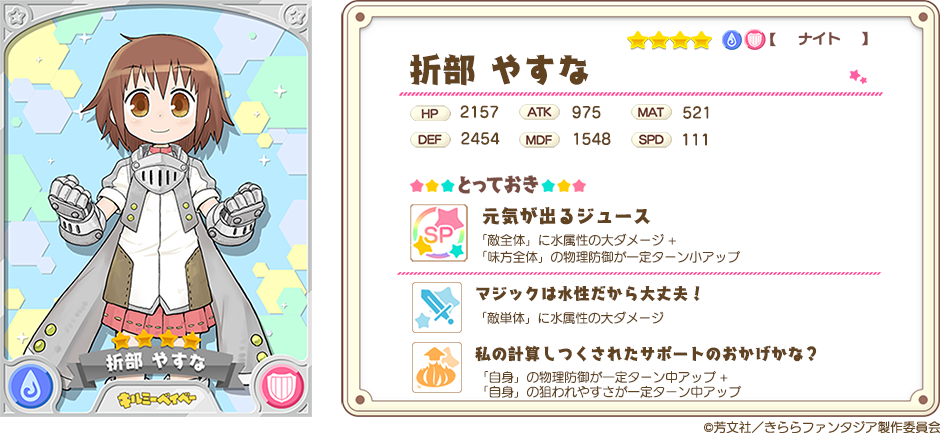 折部 やすな
キルミーベイベー
【 ナイト 】
折部 やすな
HP 2157 ATK 975 MAT 521
DEF 2454 MDF 1548 SPD 111
とっておき
SP
元気が出るジュース
「敵全体」に水属性の大ダメージ +
「味方全体」の物理防御が一定ターン小アップ
マジックは水性だから大丈夫!
「敵単体」に水属性の大ダメージ
私の計算しつくされたサポートのおかげかな?
「自身」の物理防御が一定ターン中アップ +
「自身」の狙われやすさが一定ターン中アップ
©芳文社/きららファンタジア製作委員会